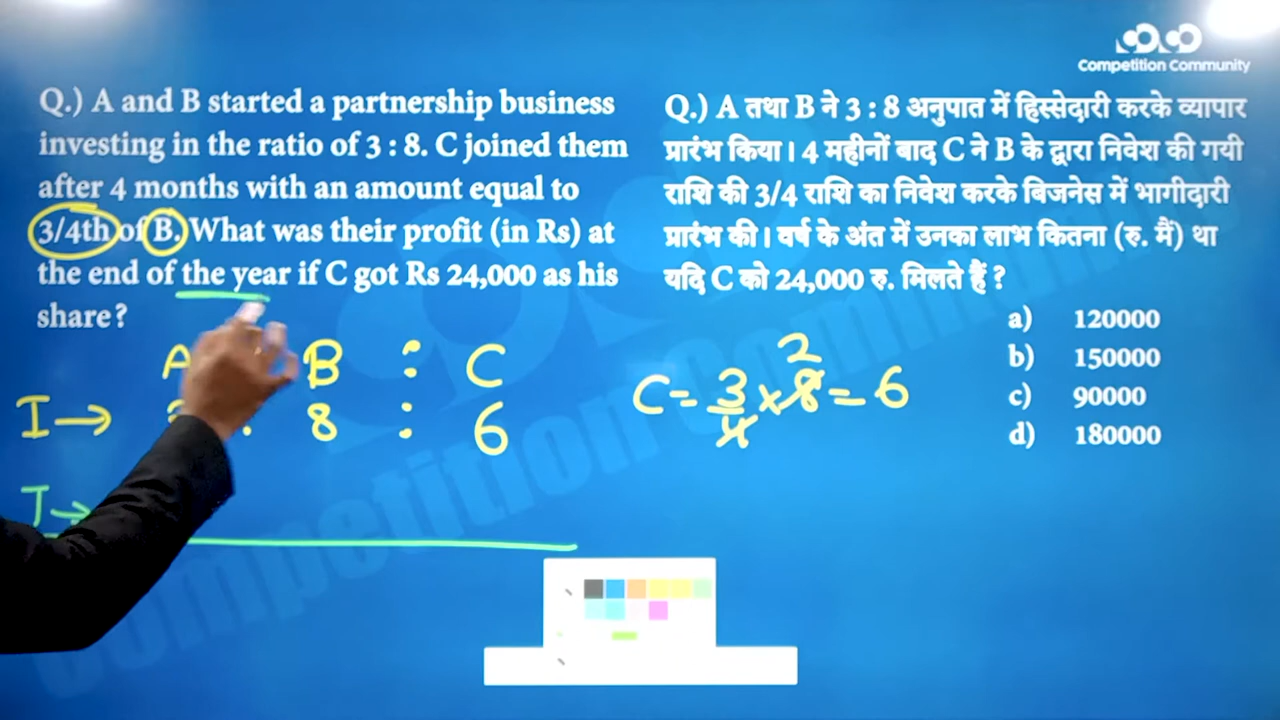 Competition Community
Q.) A and B started a partnership business
investing in the ratio of 3 : 8. C joined them
after 4 months with an amount equal to
3/4th of B. What was their profit (in Rs) at
the end of the year if C got Rs 24,000 as his
share?
Q.) A तथा B ने 3 : 8 अनुपात में हिस्सेदारी करके व्यापार
प्रारंभ किया। 4 महीनों बाद C ने B के द्वारा निवेश की गयी
राशि की 3/4 राशि का निवेश करके बिजनेस में भागीदारी
प्रारंभ की। वर्ष के अंत में उनका लाभ कितना (रु. मैं) था
यदि C को 24,000 रु. मिलते हैं ?
a) 120000
b) 150000
c) 90000
d) 180000
A B : C
I → 8 : 6
T →
C = 3/4 × 8 = 6
2
Competition Community